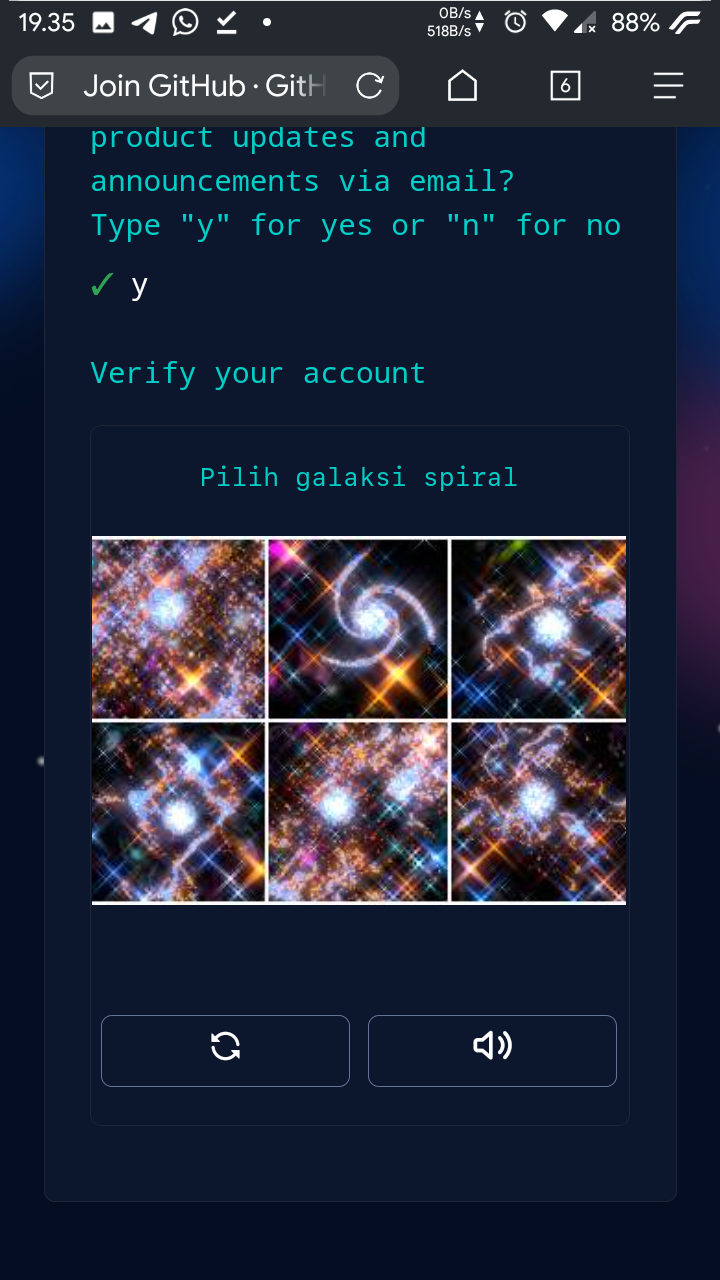 19.35
0B/s
518B/s
88%
Join GitHub · GitH
6
product updates and
announcements via email?
Type "y" for yes or "n" for no
✓ y
Verify your account
Pilih galaksi spiral